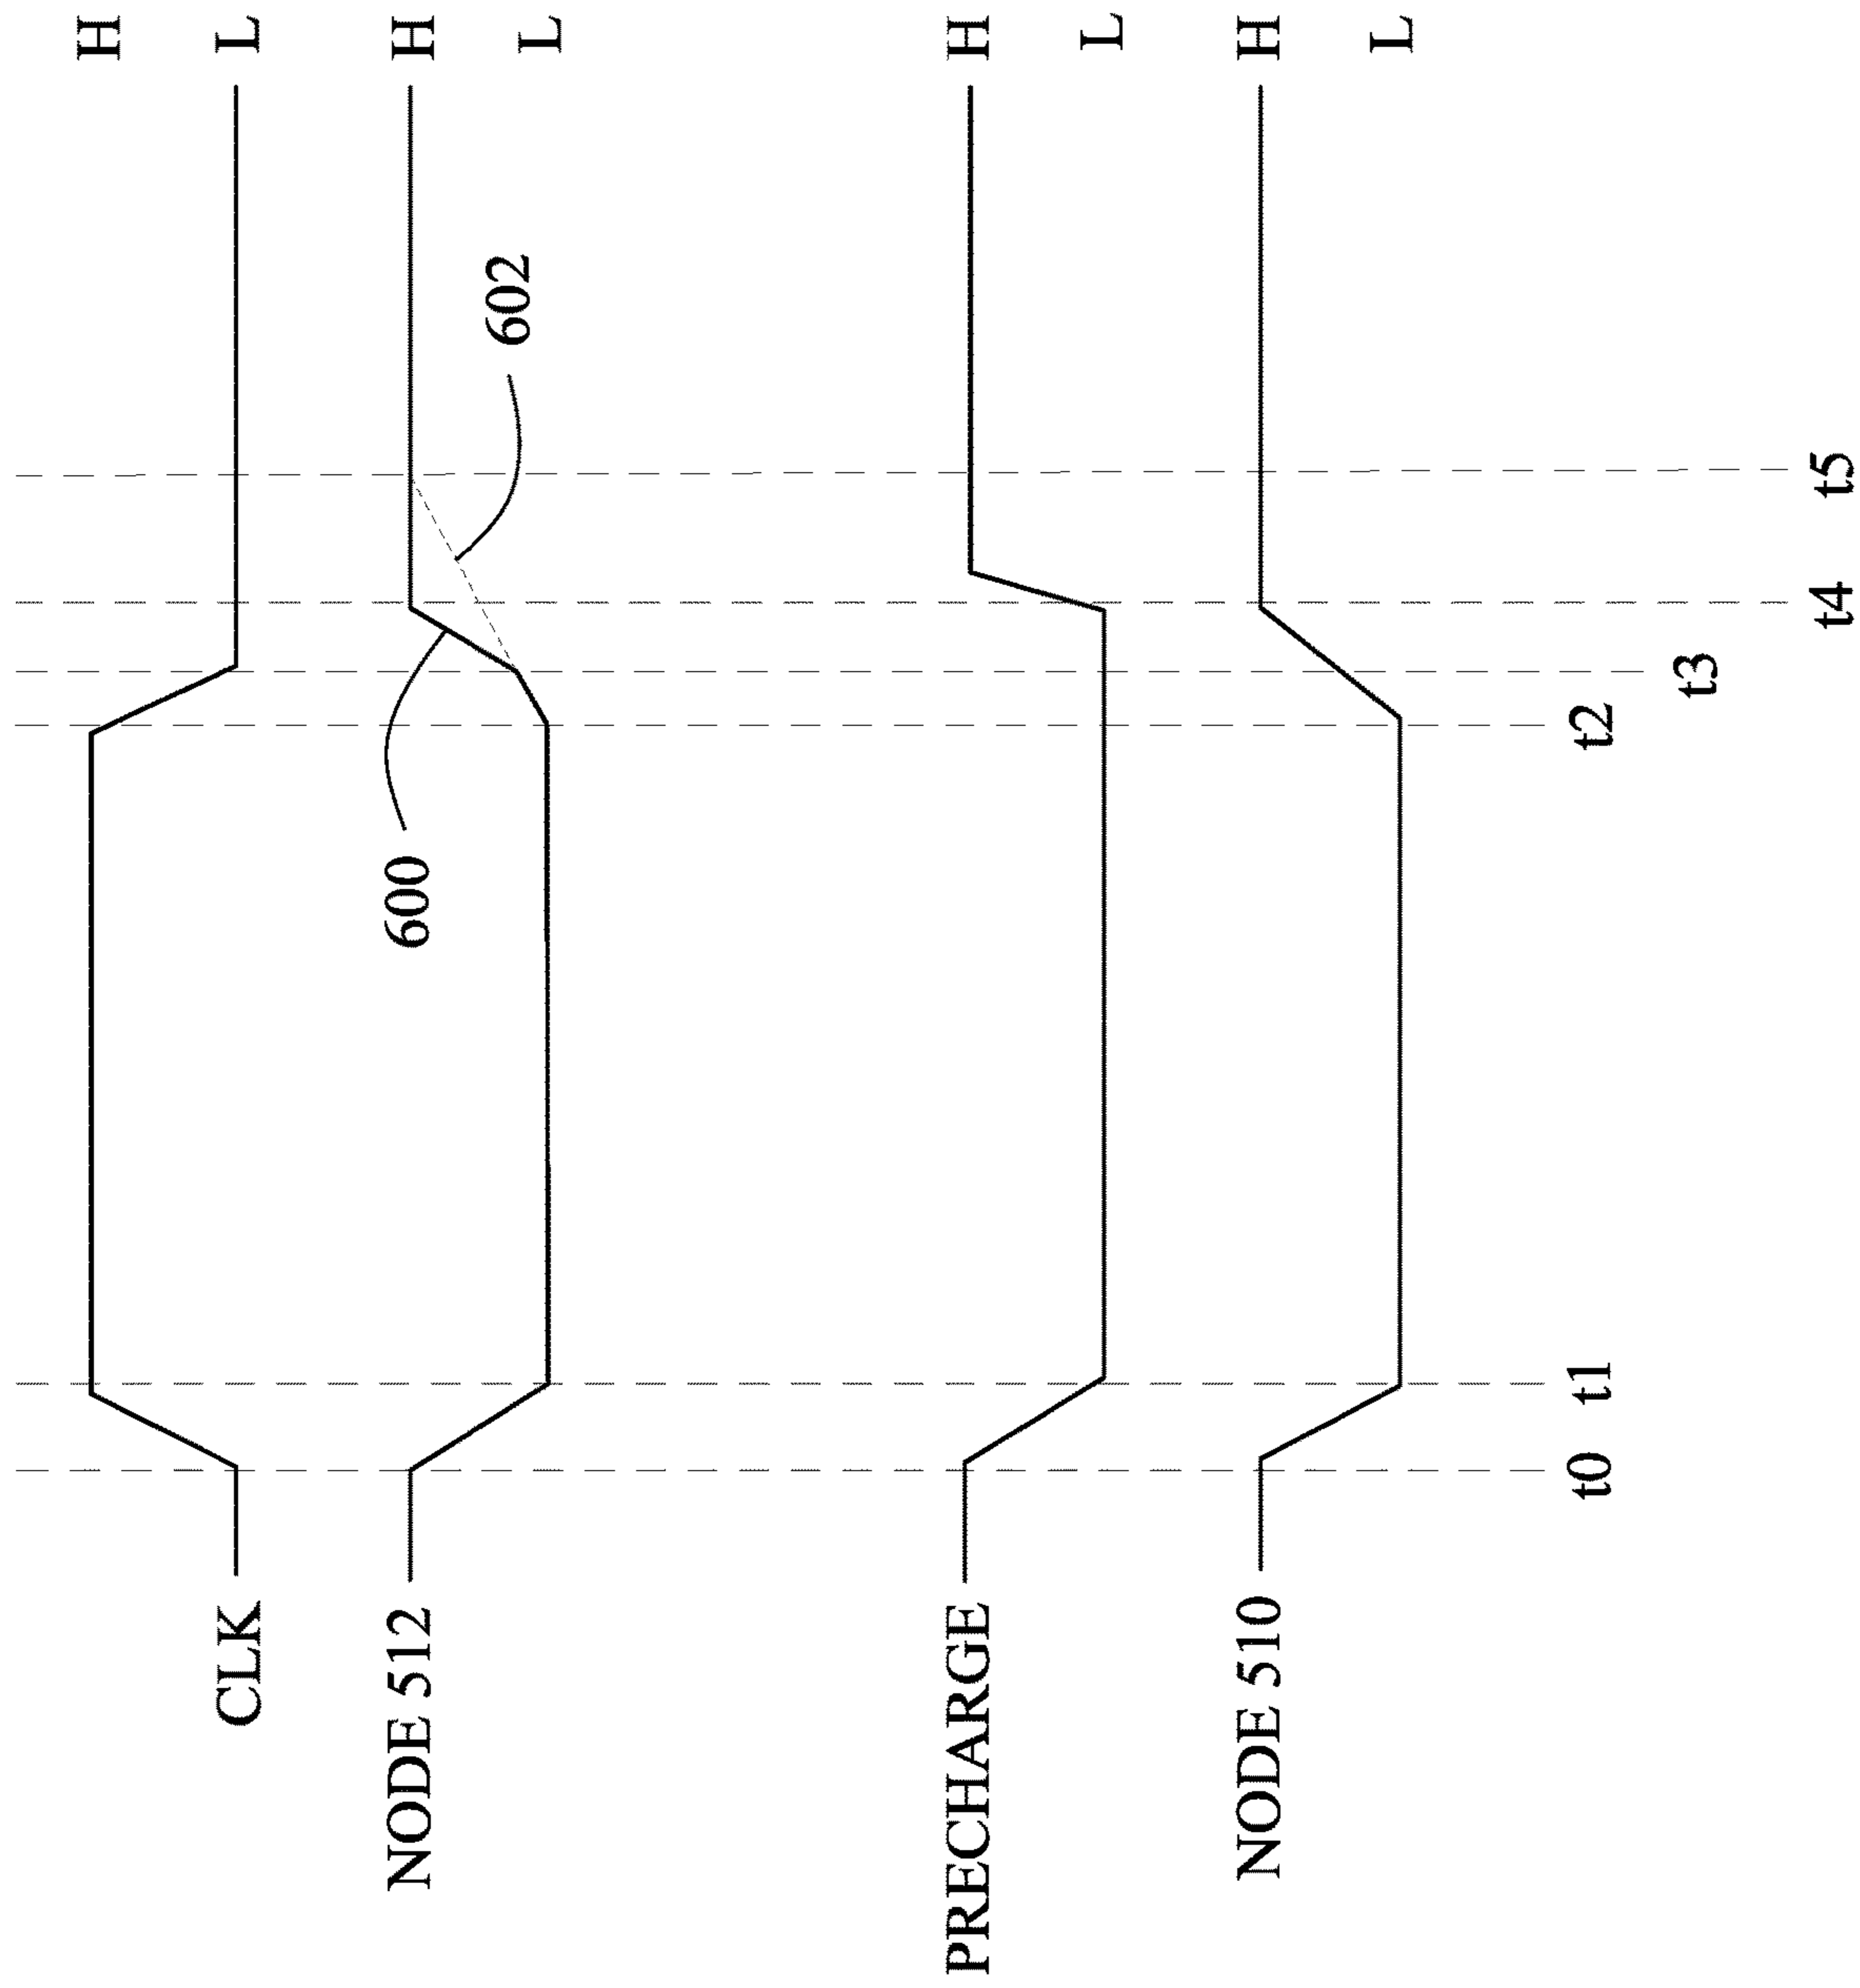 CLK
H
L
NODE 512
H
L
600
602
PRECHARGE
H
L
NODE 510
H
L
t0
t1
t2
t3
t4
t5